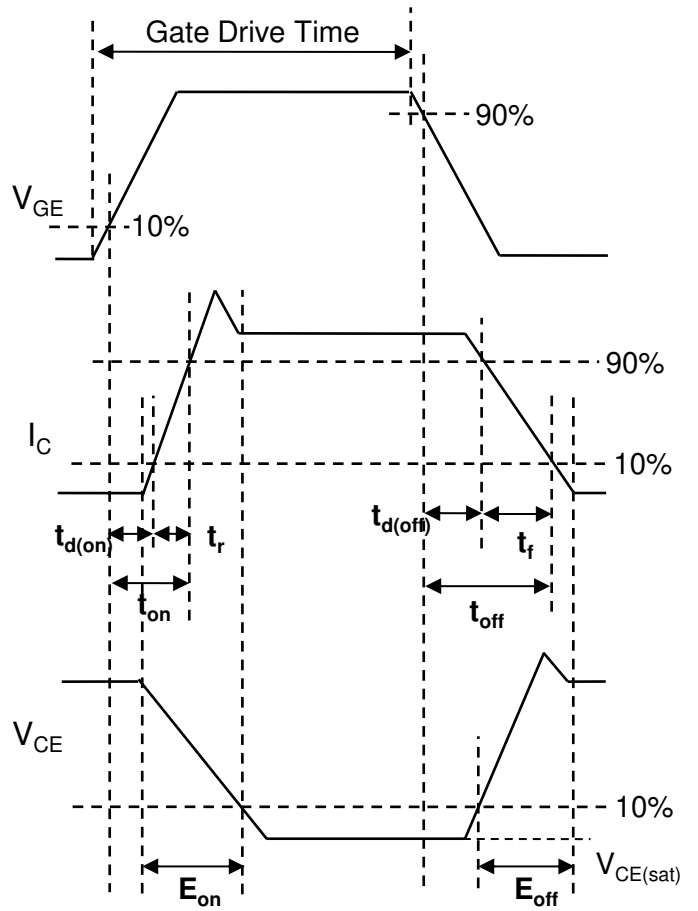 Gate Drive Time
90%
V_GE
10%
90%
I_C
10%
t_d(on)
t_r
t_d(off)
t_f
t_on
t_off
V_CE
10%
V_CE(sat)
E_on
E_off